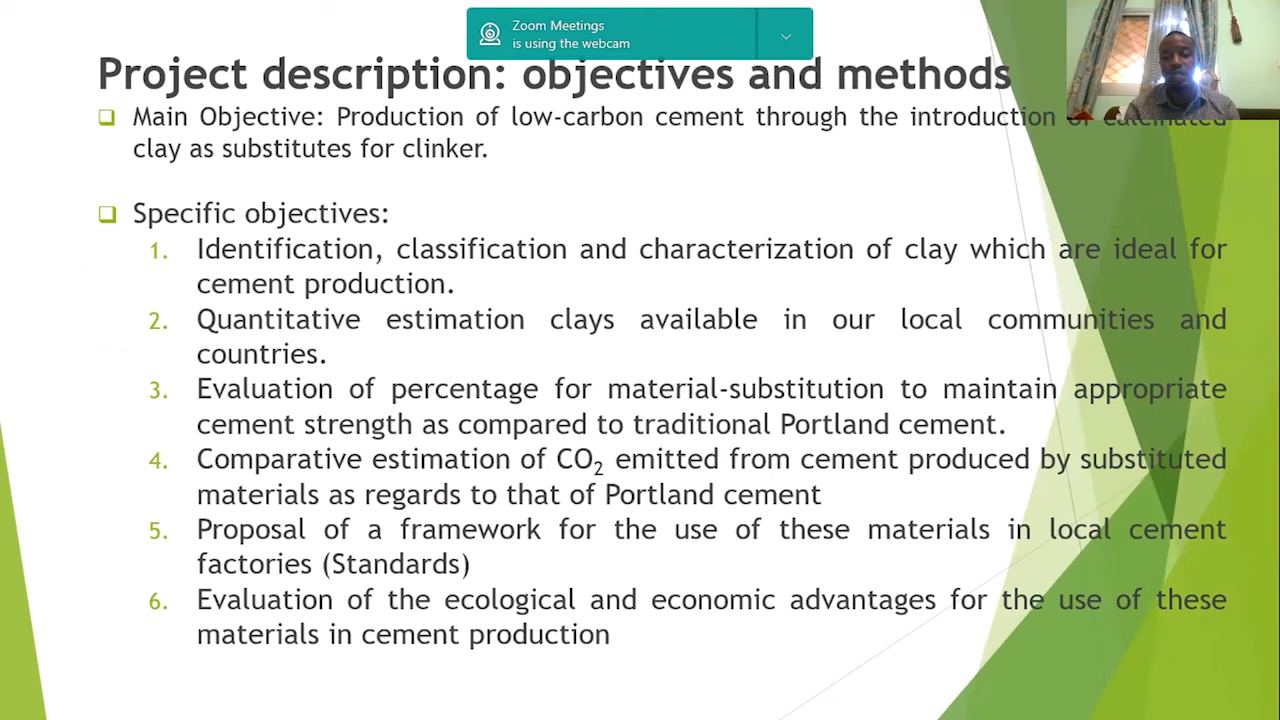 Zoom Meetings
is using the webcam
Project description: objectives and methods
Main Objective: Production of low-carbon cement through the introduction of calcinated
clay as substitutes for clinker.
Specific objectives:
1. Identification, classification and characterization of clay which are ideal for
cement production.
2. Quantitative estimation clays available in our local communities and
countries.
3. Evaluation of percentage for material-substitution to maintain appropriate
cement strength as compared to traditional Portland cement.
4. Comparative estimation of CO2 emitted from cement produced by substituted
materials as regards to that of Portland cement
5. Proposal of a framework for the use of these materials in local cement
factories (Standards)
6. Evaluation of the ecological and economic advantages for the use of these
materials in cement production